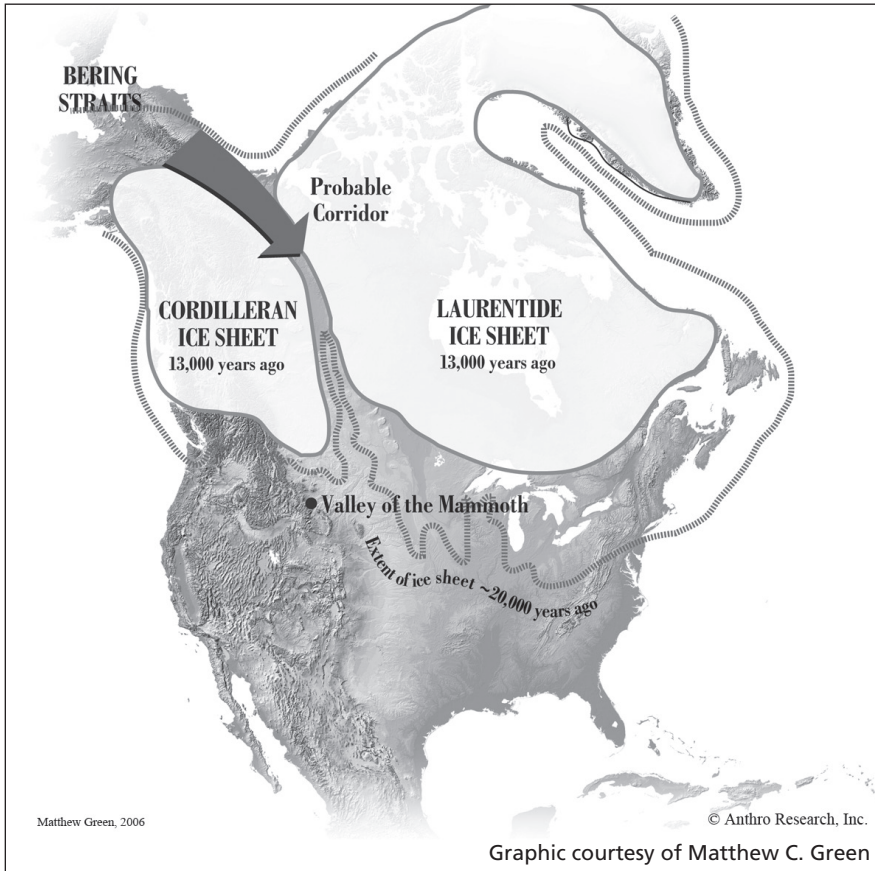 BERING
STRAITS
Probable
Corridor
CORDILLERAN
ICE SHEET
13,000 years ago
LAURENTIDE
ICE SHEET
13,000 years ago
Valley of the Mammoth
Extent of ice sheet ~20,000 years ago
Matthew Green, 2006
© Anthro Research, Inc.
Graphic courtesy of Matthew C. Green